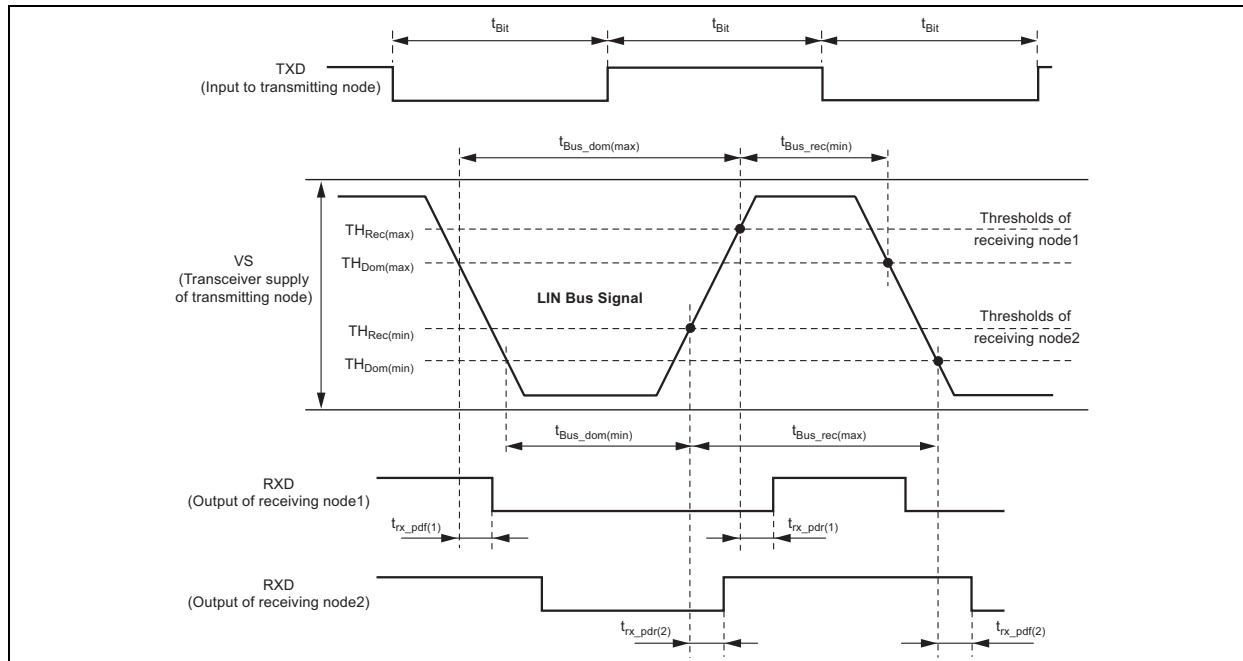 tBit tBit tBit
TXD
(Input to transmitting node)
tBus_dom(max) tBus_rec(min)
THRec(max)
THDom(max)
Thresholds of
receiving node1
VS
(Transceiver supply
of transmitting node)
LIN Bus Signal
THRec(min)
THDom(min)
Thresholds of
receiving node2
tBus_dom(min) tBus_rec(max)
RXD
(Output of receiving node1)
trx_pdf(1) trx_pdr(1)
RXD
(Output of receiving node2)
trx_pdr(2) trx_pdf(2)